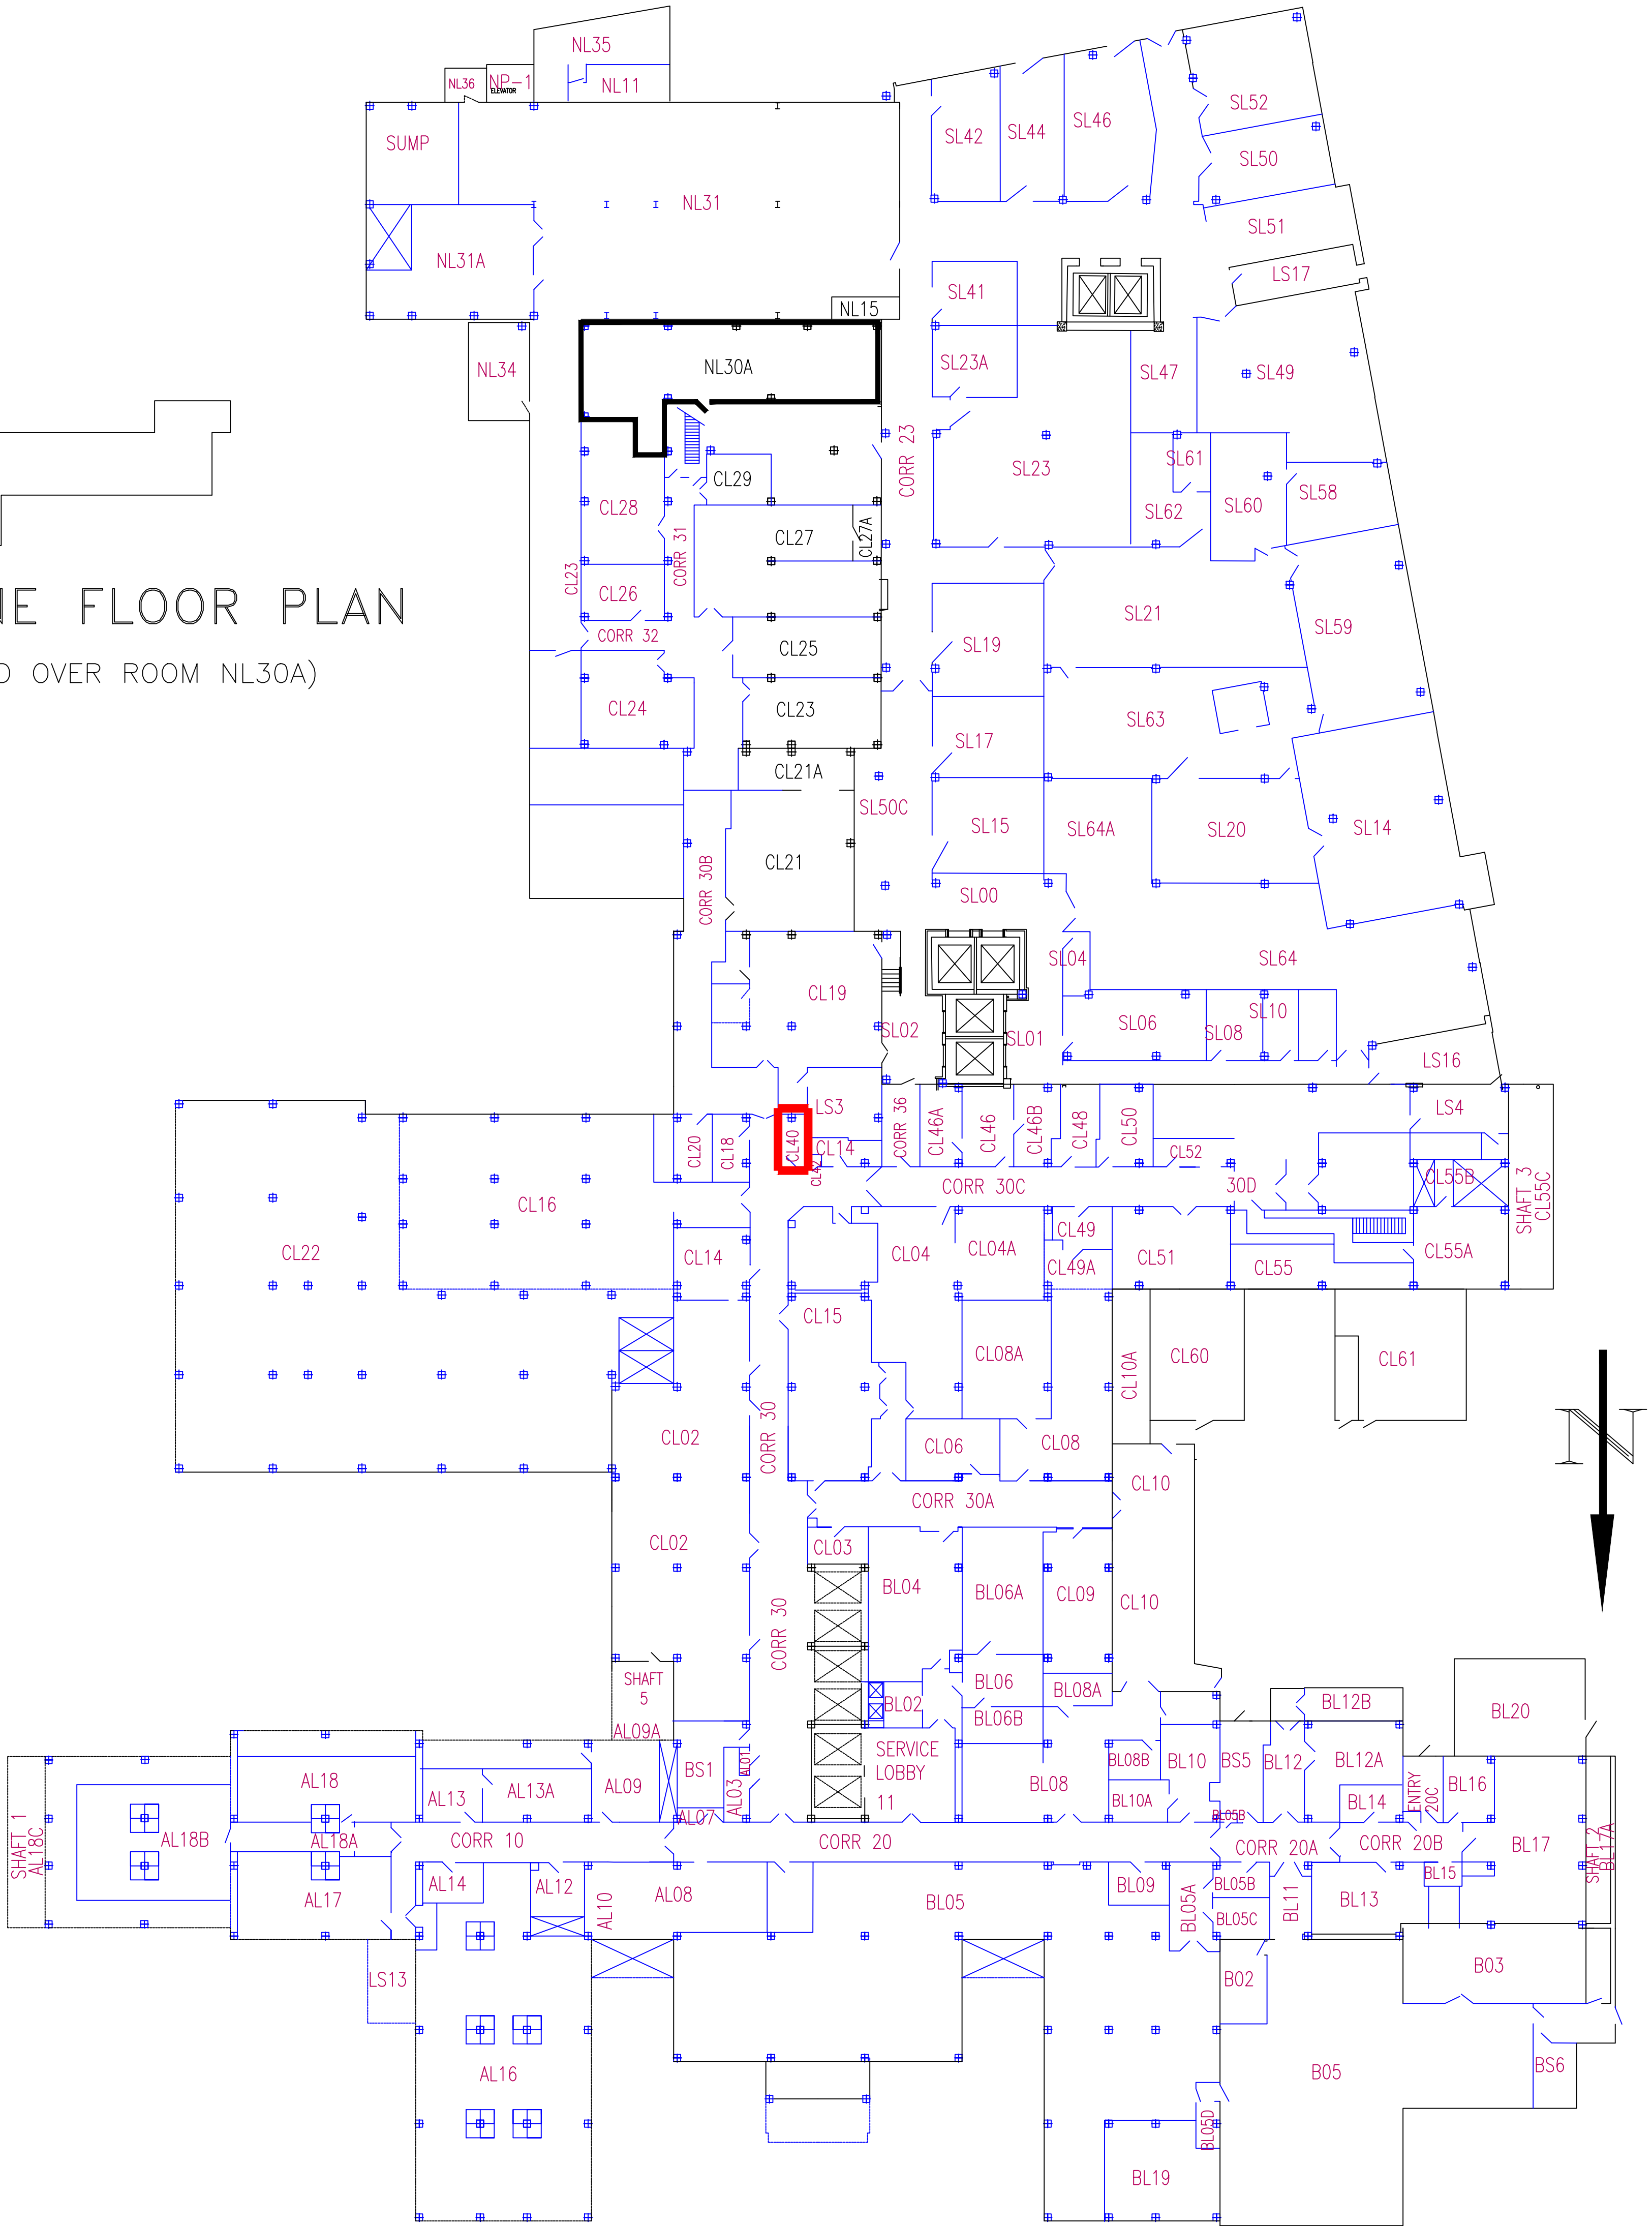 NL35
NL36
NP-1
ELEVATOR
NL11
SL52
SUMP
SL42
SL44
SL46
SL50
NL31
SL51
NL31A
LS17
SL41
NL15
NL34
NL30A
SL23A
SL47
SL49
CORR 23
SL23
SL61
CL29
CL28
SL62
SL60
SL58
CL27
CL27A
CORR 31
CL23
CL26
NE FLOOR PLAN
SL21
SL59
CORR 32
CL25
SL19
O OVER ROOM NL30A)
CL24
CL23
SL63
SL17
CL21A
SL50C
SL15
SL64A
SL20
SL14
CL21
CORR 30B
SL00
SL04
SL64
CL19
SL02
SL01
SL06
SL08
SL10
LS16
LS3
LS4
CORR 36
CL46A
CL46
CL46B
CL48
CL50
CL20
CL18
CL40
CL14
CL52
CORR 30C
30D
CL55B
SHAFT 3
CL55C
CL16
CL22
CL14
CL04
CL04A
CL49
CL49A
CL51
CL55
CL55A
CL15
CL08A
CL10A
CL60
CL61
N
CL02
CORR 30
CL06
CL08
CL10
CORR 30A
CL02
CL03
BL04
BL06A
CL09
CL10
CORR 30
SHAFT
5
BL06
BL08A
BL02
BL06B
BL12B
BL20
AL09A
SERVICE
LOBBY
11
BS1
AL01
AL03
AL07
BL08
BL08B
BL10
BL10A
BS5
BL12
BL12A
BL14
ENTRY
20C
BL16
AL18
AL13
AL13A
AL09
BL05B
SHAFT 1
AL18C
AL18B
AL18A
CORR 10
CORR 20
CORR 20A
CORR 20B
BL17
SHAFT 2
BL17A
AL17
AL14
AL12
AL10
AL08
BL05
BL09
BL05A
BL05B
BL05C
BL11
BL13
BL15
LS13
B02
B03
AL16
B05
BS6
BL05D
BL19